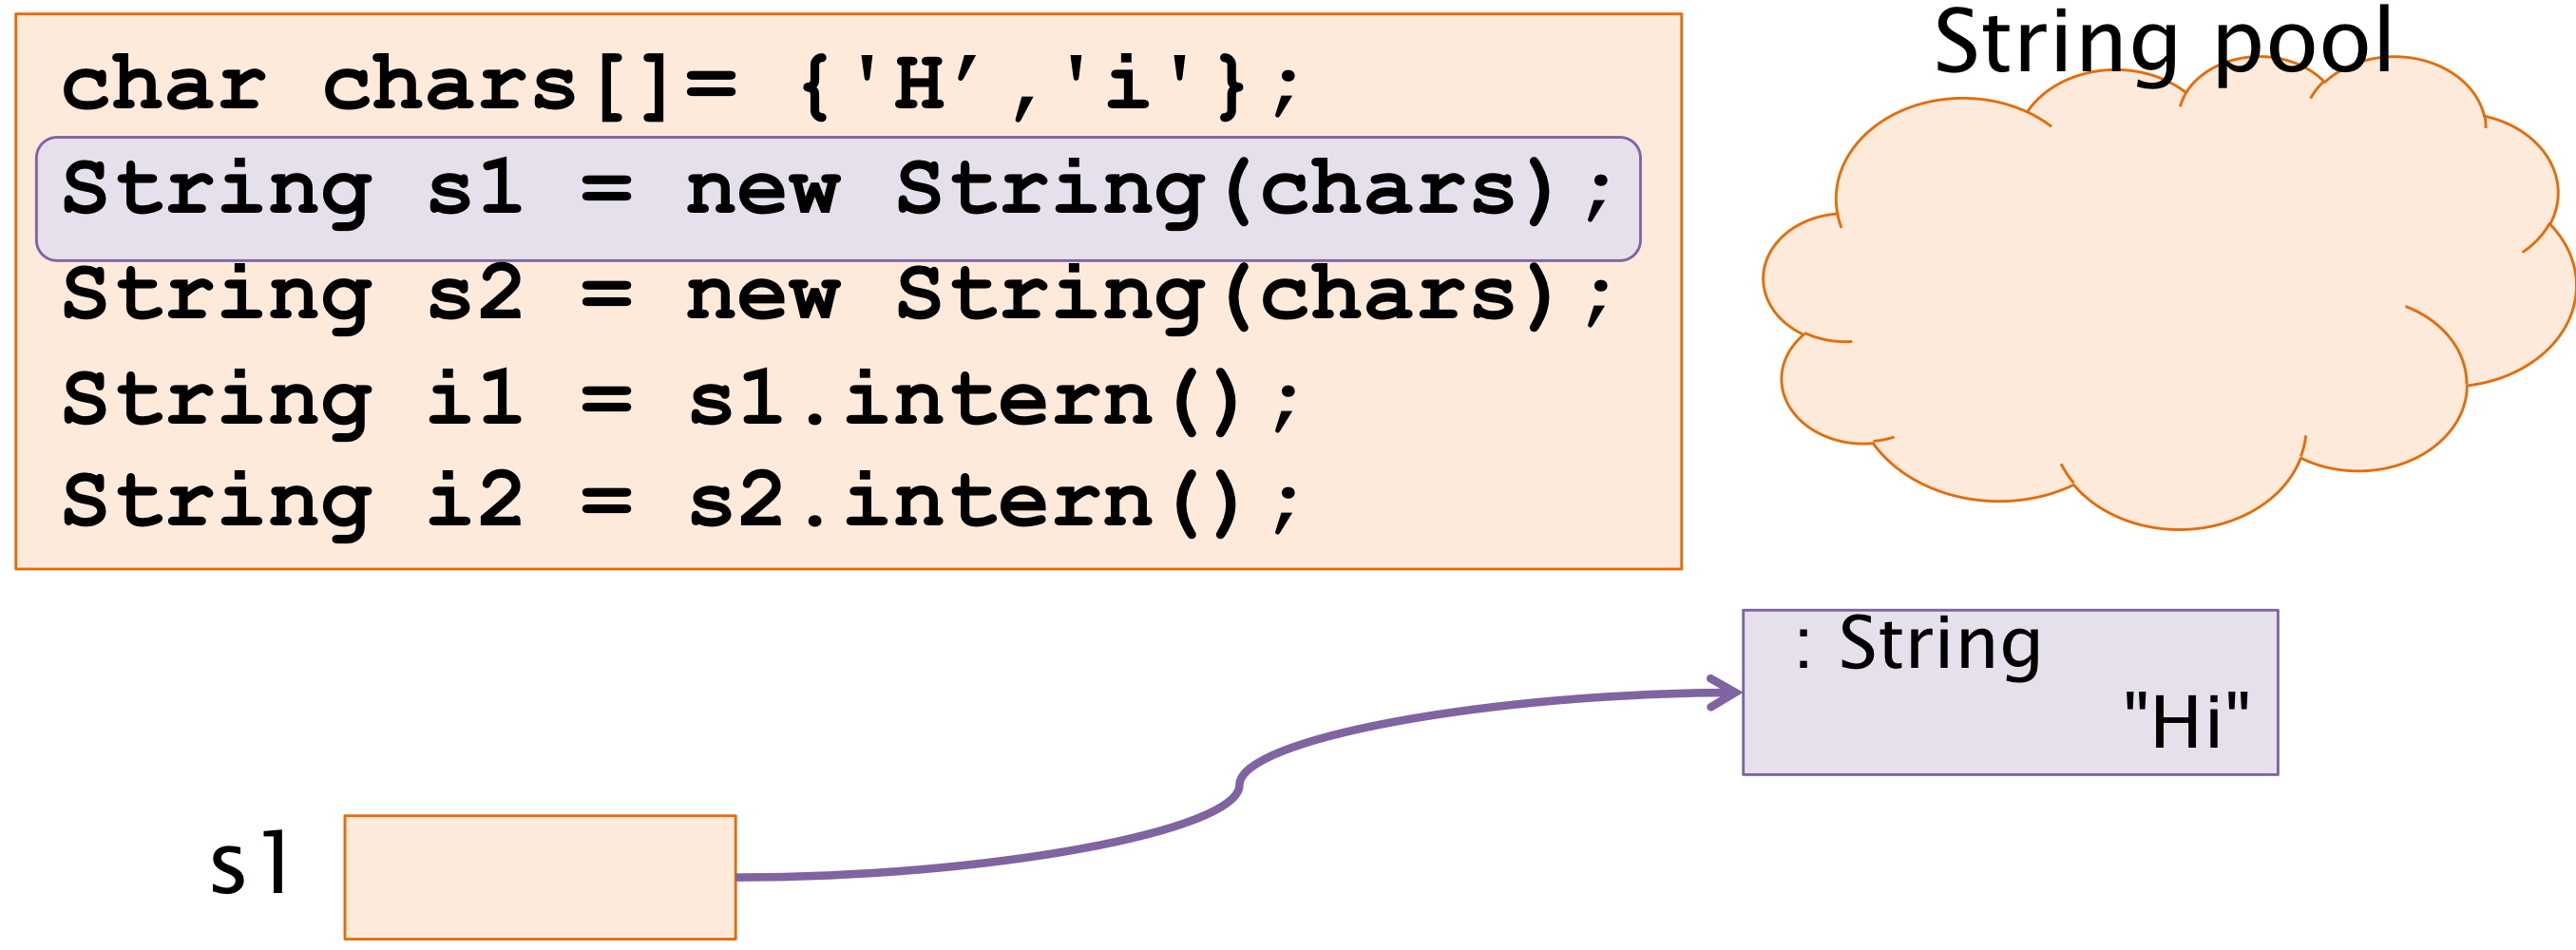 char chars[]= {'H’,'i'};
String s1 = new String(chars);
String s2 = new String(chars);
String i1 = s1.intern();
String i2 = s2.intern();
String pool
: String
"Hi"
s1